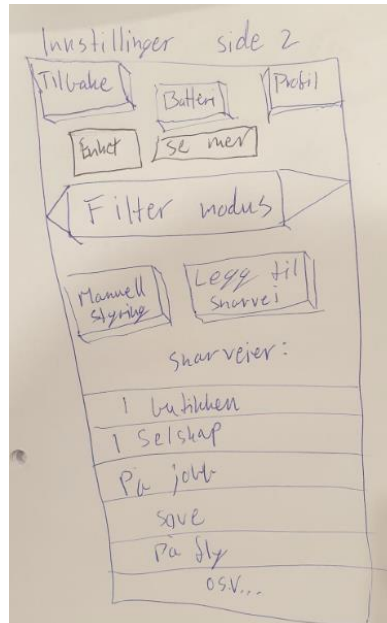 Innstillinger side 2
Tilbake Batteri Profil
Enhet se mer
Filter modus
Manuell styring
Legg til snarvei
snarveier:
I butikken
I selskap
På jobb
sove
På fly
osv...